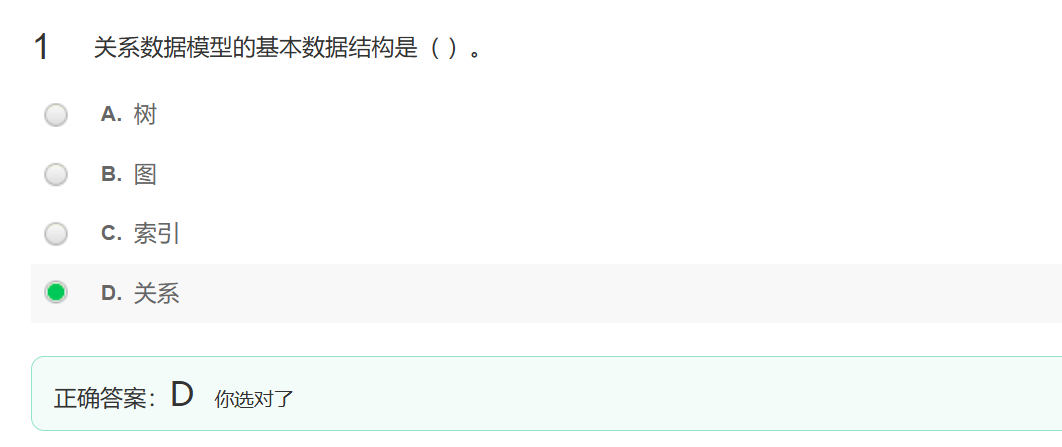 1 关系数据模型的基本数据结构是（ ）。
A. 树
B. 图
C. 索引
D. 关系
正确答案：D 你选对了